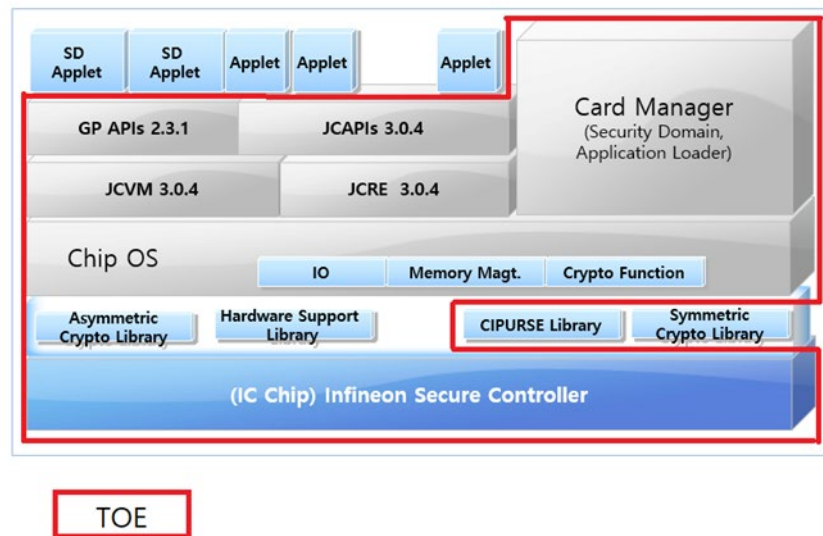 SD
Applet
SD
Applet
Applet
Applet
Applet
Card Manager
(Security Domain,
Application Loader)
GP APIs 2.3.1
JCAPIs 3.0.4
JCVM 3.0.4
JCRE 3.0.4
Chip OS
IO
Memory Magt.
Crypto Function
Asymmetric
Crypto Library
Hardware Support
Library
CIPURSE Library
Symmetric
Crypto Library
(IC Chip) Infineon Secure Controller
TOE